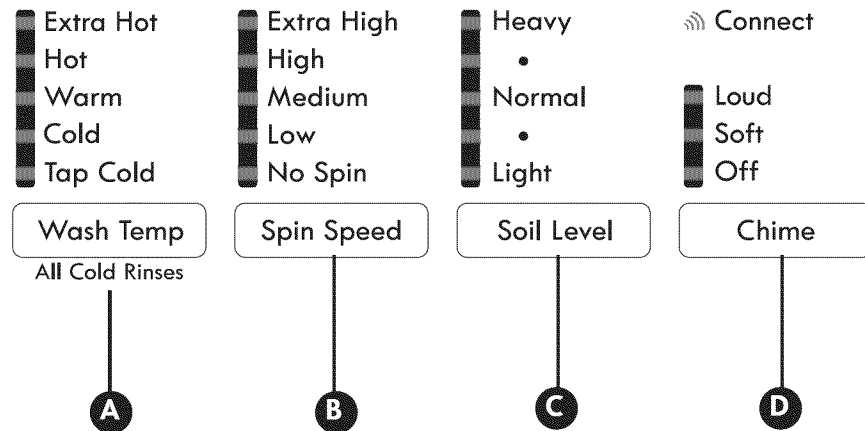 Extra Hot
Hot
Warm
Cold
Tap Cold
Wash Temp
All Cold Rinses
A
Extra High
High
Medium
Low
No Spin
Spin Speed
B
Heavy
•
Normal
•
Light
Soil Level
C
Connect
Loud
Soft
Off
Chime
D